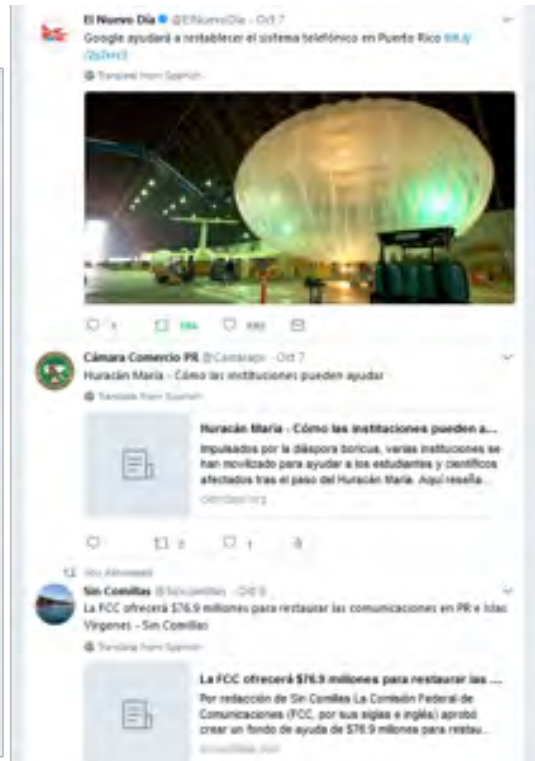 El Nuevo Día @ElNuevoDia - Oct 7
Google ayudará a restablecer el sistema telefónico en Puerto Rico
Translate from Spanish
Cámara Comercio PR @Camarapr - Oct 7
Huracán María - Cómo las instituciones pueden ayudar
Translate from Spanish
Huracán María - Cómo las instituciones pueden a...
Impulsados por la diáspora boricua, varias instituciones se
han movilizado para ayudar a los estudiantes y científicos
afectados tras el paso del Huracán María. Aquí reseña...
You Retweeted
Sin Comillas @Sincomillas
La FCC ofrecerá $76.9 millones para restaurar las comunicaciones en PR e Islas
Vírgenes - Sin Comillas
Translate from Spanish
La FCC ofrecerá $76.9 millones para restaurar las ...
Por redacción de Sin Comillas La Comisión Federal de
Comunicaciones (FCC, por sus siglas e inglés) aprobó
crear un fondo de ayuda de $76.9 millones para restau...